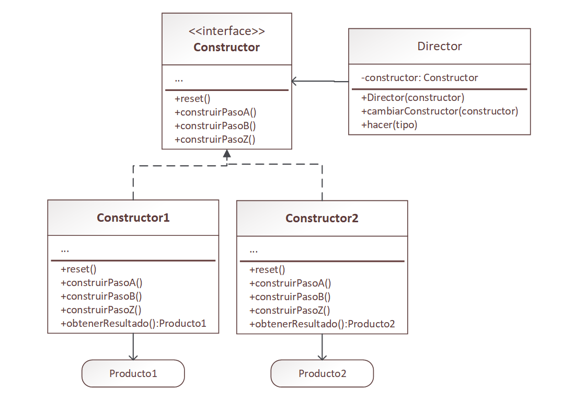 <<interface>>
Constructor
...
+reset()
+construirPasoA()
+construirPasoB()
+construirPasoZ()
Director
-constructor: Constructor
+Director(constructor)
+cambiarConstructor(constructor)
+hacer(tipo)
Constructor1
...
+reset()
+construirPasoA()
+construirPasoB()
+construirPasoZ()
+obtenerResultado():Producto1
Constructor2
...
+reset()
+construirPasoA()
+construirPasoB()
+construirPasoZ()
+obtenerResultado():Producto2
Producto1
Producto2